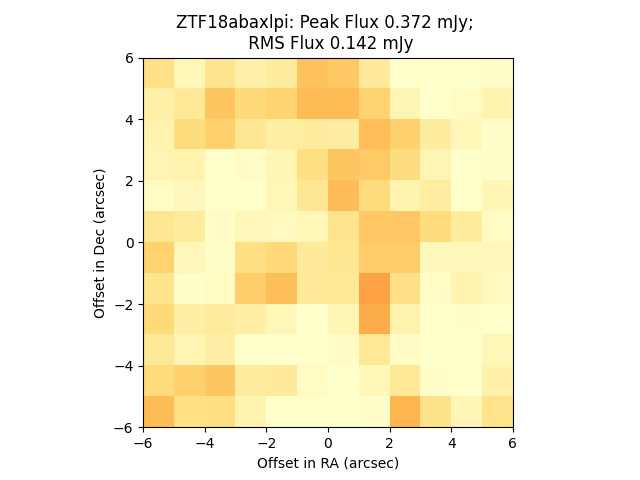 ZTF18abaxlpi: Peak Flux 0.372 mJy;
RMS Flux 0.142 mJy
6
4
2
0
−2
−4
−6
Offset in Dec (arcsec)
−6 −4 −2 0 2 4 6
Offset in RA (arcsec)